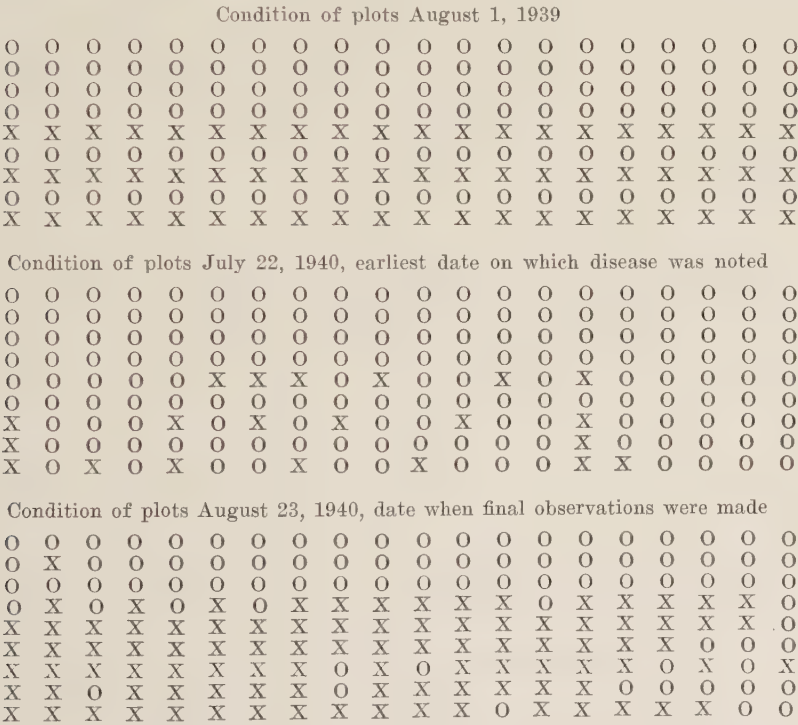 Condition of plots August 1, 1939
O O O O O O O O O O O O O O O O O O O O
O O O O O O O O O O O O O O O O O O O O
O O O O O O O O O O O O O O O O O O O O
O O O O O O O O O O O O O O O O O O O O
X X X X X X X X X X X X X X X X X X X X
O O O O O O O O O O O O O O O O O O O O
X X X X X X X X X X X X X X X X X X X X
O O O O O O O O O O O O O O O O O O O O
X X X X X X X X X X X X X X X X X X X X
Condition of plots July 22, 1940, earliest date on which disease was noted
O O O O O O O O O O O O O O O O O O O O
O O O O O O O O O O O O O O O O O O O O
O O O O O O O O O O O O O O O O O O O O
O O O O O O O O O O O O O O O O O O O O
O O O O O X X X O X O O X O X O O O O O
O O O O O O O O O O O O O O O O O O O O
X O O O X O X O X O O X O O X O O O O O
X O O O O O O O O O O O O O X O O O O O
X O X O X O O X O O X O O O X X O O O O
Condition of plots August 23, 1940, date when final observations were made
O O O O O O O O O O O O O O O O O O O O
O X O O O O O O O O O O O O O O O O O O
O O O O O O O O O O O O O O O O O O O O
O X O X O X O X X X X X X O X X X X X O
X X X X X X X X X X X X X X X X X X X O
X X X X X X X X X X X X X X X X X O O O
X X X X X X X X O X O X X X X X O X O X
X X O X X X X X O X X X X X X O O O O O
X X X X X X X X X X X X O X X X X X O O